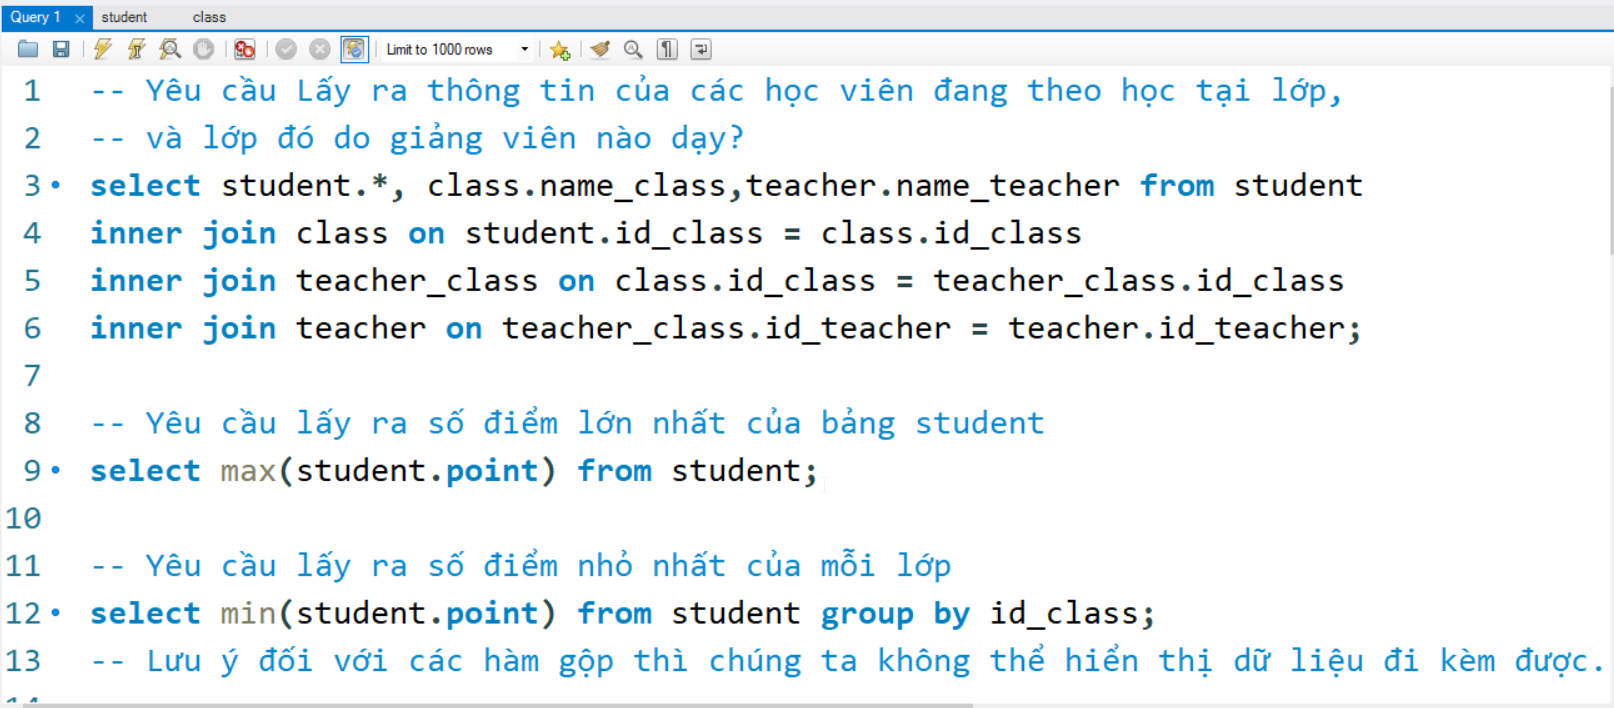 Query 1 student class
Limit to 1000 rows
1 -- Yêu cầu Lấy ra thông tin của các học viên đang theo học tại lớp,
2 -- và lớp đó do giảng viên nào dạy?
3 select student.*, class.name_class,teacher.name_teacher from student
4 inner join class on student.id_class = class.id_class
5 inner join teacher_class on class.id_class = teacher_class.id_class
6 inner join teacher on teacher_class.id_teacher = teacher.id_teacher;
7
8 -- Yêu cầu lấy ra số điểm lớn nhất của bảng student
9 select max(student.point) from student;
10
11 -- Yêu cầu lấy ra số điểm nhỏ nhất của mỗi lớp
12 select min(student.point) from student group by id_class;
13 -- Lưu ý đối với các hàm gộp thì chúng ta không thể hiển thị dữ liệu đi kèm được.